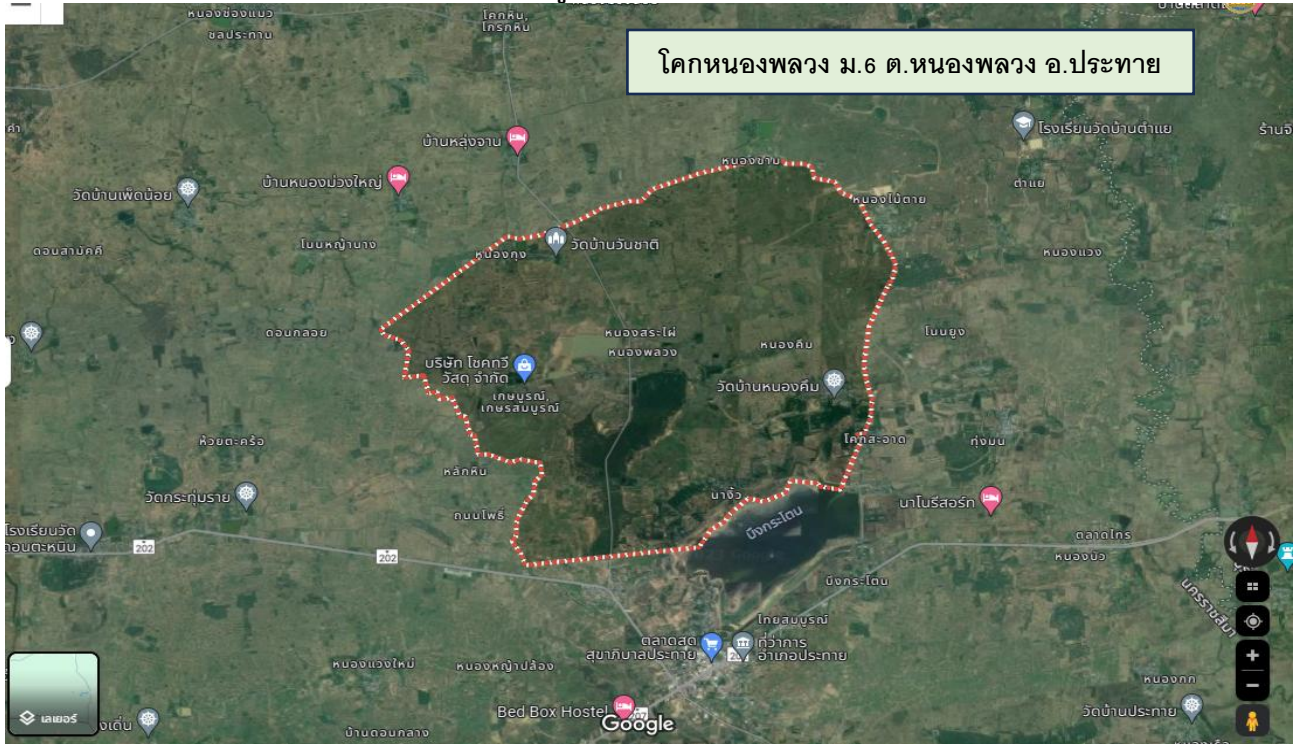 หนองช่องแมว
ชลประทาน
โคกหิน,
โกรกหิน
โคกหนองพลวง ม.6 ต.หนองพลวง อ.ประทาย
โรงเรียนวัดบ้านตำแย
บ้านหลุ่งจาน
หนองซำ
บ้านหนองม่วงใหญ่
วัดบ้านเพ็ดน้อย
ตำแย
หนองไม้ตาย
ดอนสามัคคี
โนนหญ้านาง
หนองกุง
วัดบ้านวันชาติ
หนองแวง
ดอนกลอย
หนองสระไผ่
หนองพลวง
หนองคึม
โนนยูง
บริษัท โชคทวี
วัสดุ จำกัด
เกษบูรณ์,
เกษรสมบูรณ์
วัดบ้านหนองคึม
ห้วยตะคร้อ
หลักหิน
โคกสะอาด
ทุ่งมน
วัดกระทุ่มราย
นางิ้ว
นาโนรีสอร์ท
ถนนโพธิ์
บึงกระโตน
โรงเรียนวัด
ดอนตะหนิน
202
202
ตลาดไทร
หนองบัว
บึงกระโตน
นครราชสีมา
ไทยสมบูรณ์
ตลาดสด
สุขาภิบาลประทาย
ที่ว่าการ
อำเภอประทาย
หนองแวงใหม่
หนองหญ้าปล้อง
หนองกก
เลเยอร์
Bed Box Hostel
Google
วัดบ้านประทาย
บ้านดอนกลาง